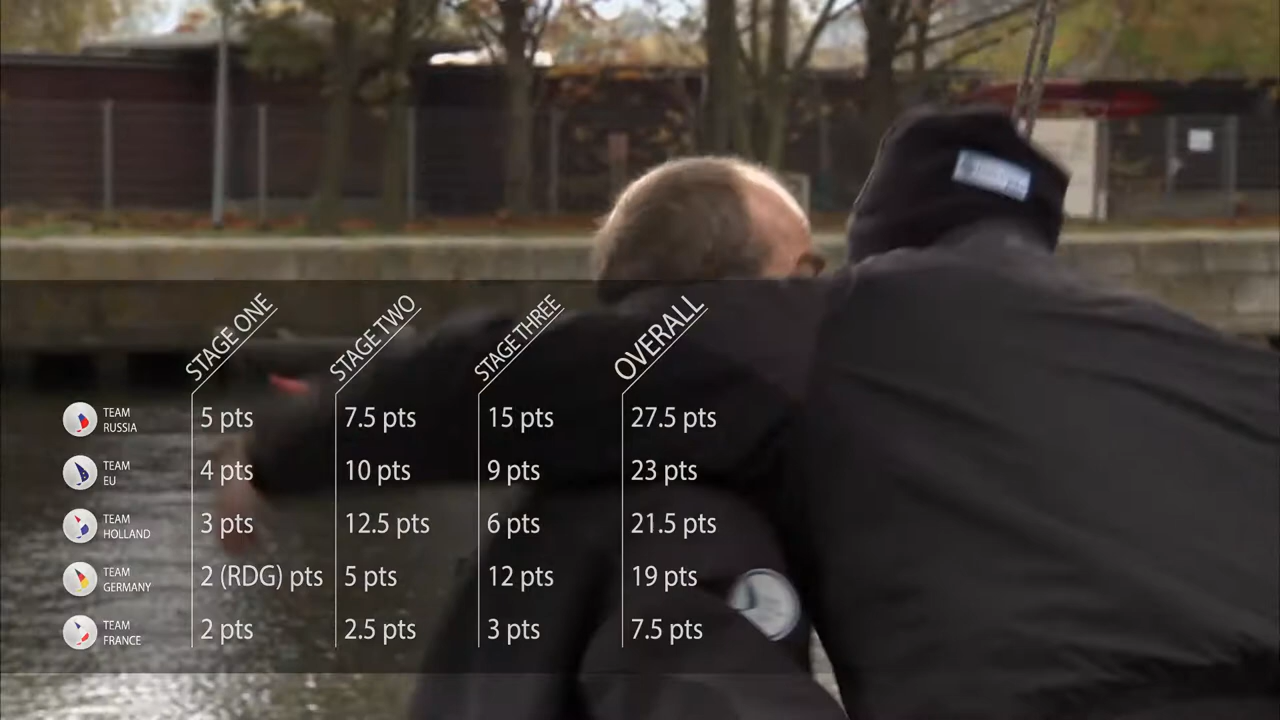 STAGE ONE
STAGE TWO
STAGE THREE
OVERALL
TEAM RUSSIA 5 pts 7.5 pts 15 pts 27.5 pts
TEAM EU 4 pts 10 pts 9 pts 23 pts
TEAM HOLLAND 3 pts 12.5 pts 6 pts 21.5 pts
TEAM GERMANY 2 (RDG) pts 5 pts 12 pts 19 pts
TEAM FRANCE 2 pts 2.5 pts 3 pts 7.5 pts